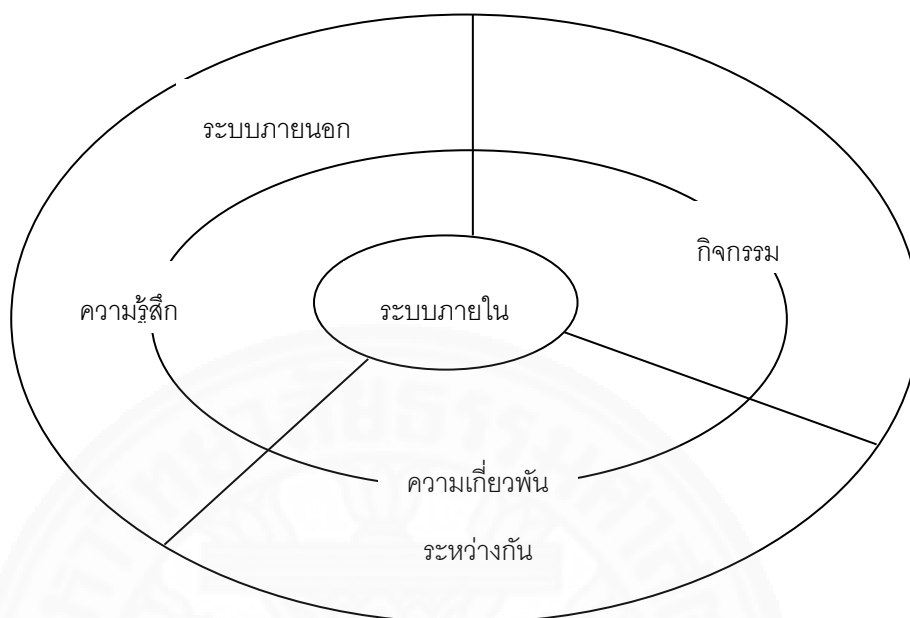 ระบบภายนอก
กิจกรรม
ความรู้สึก
ระบบภายใน
ความเกี่ยวพัน
ระหว่างกัน